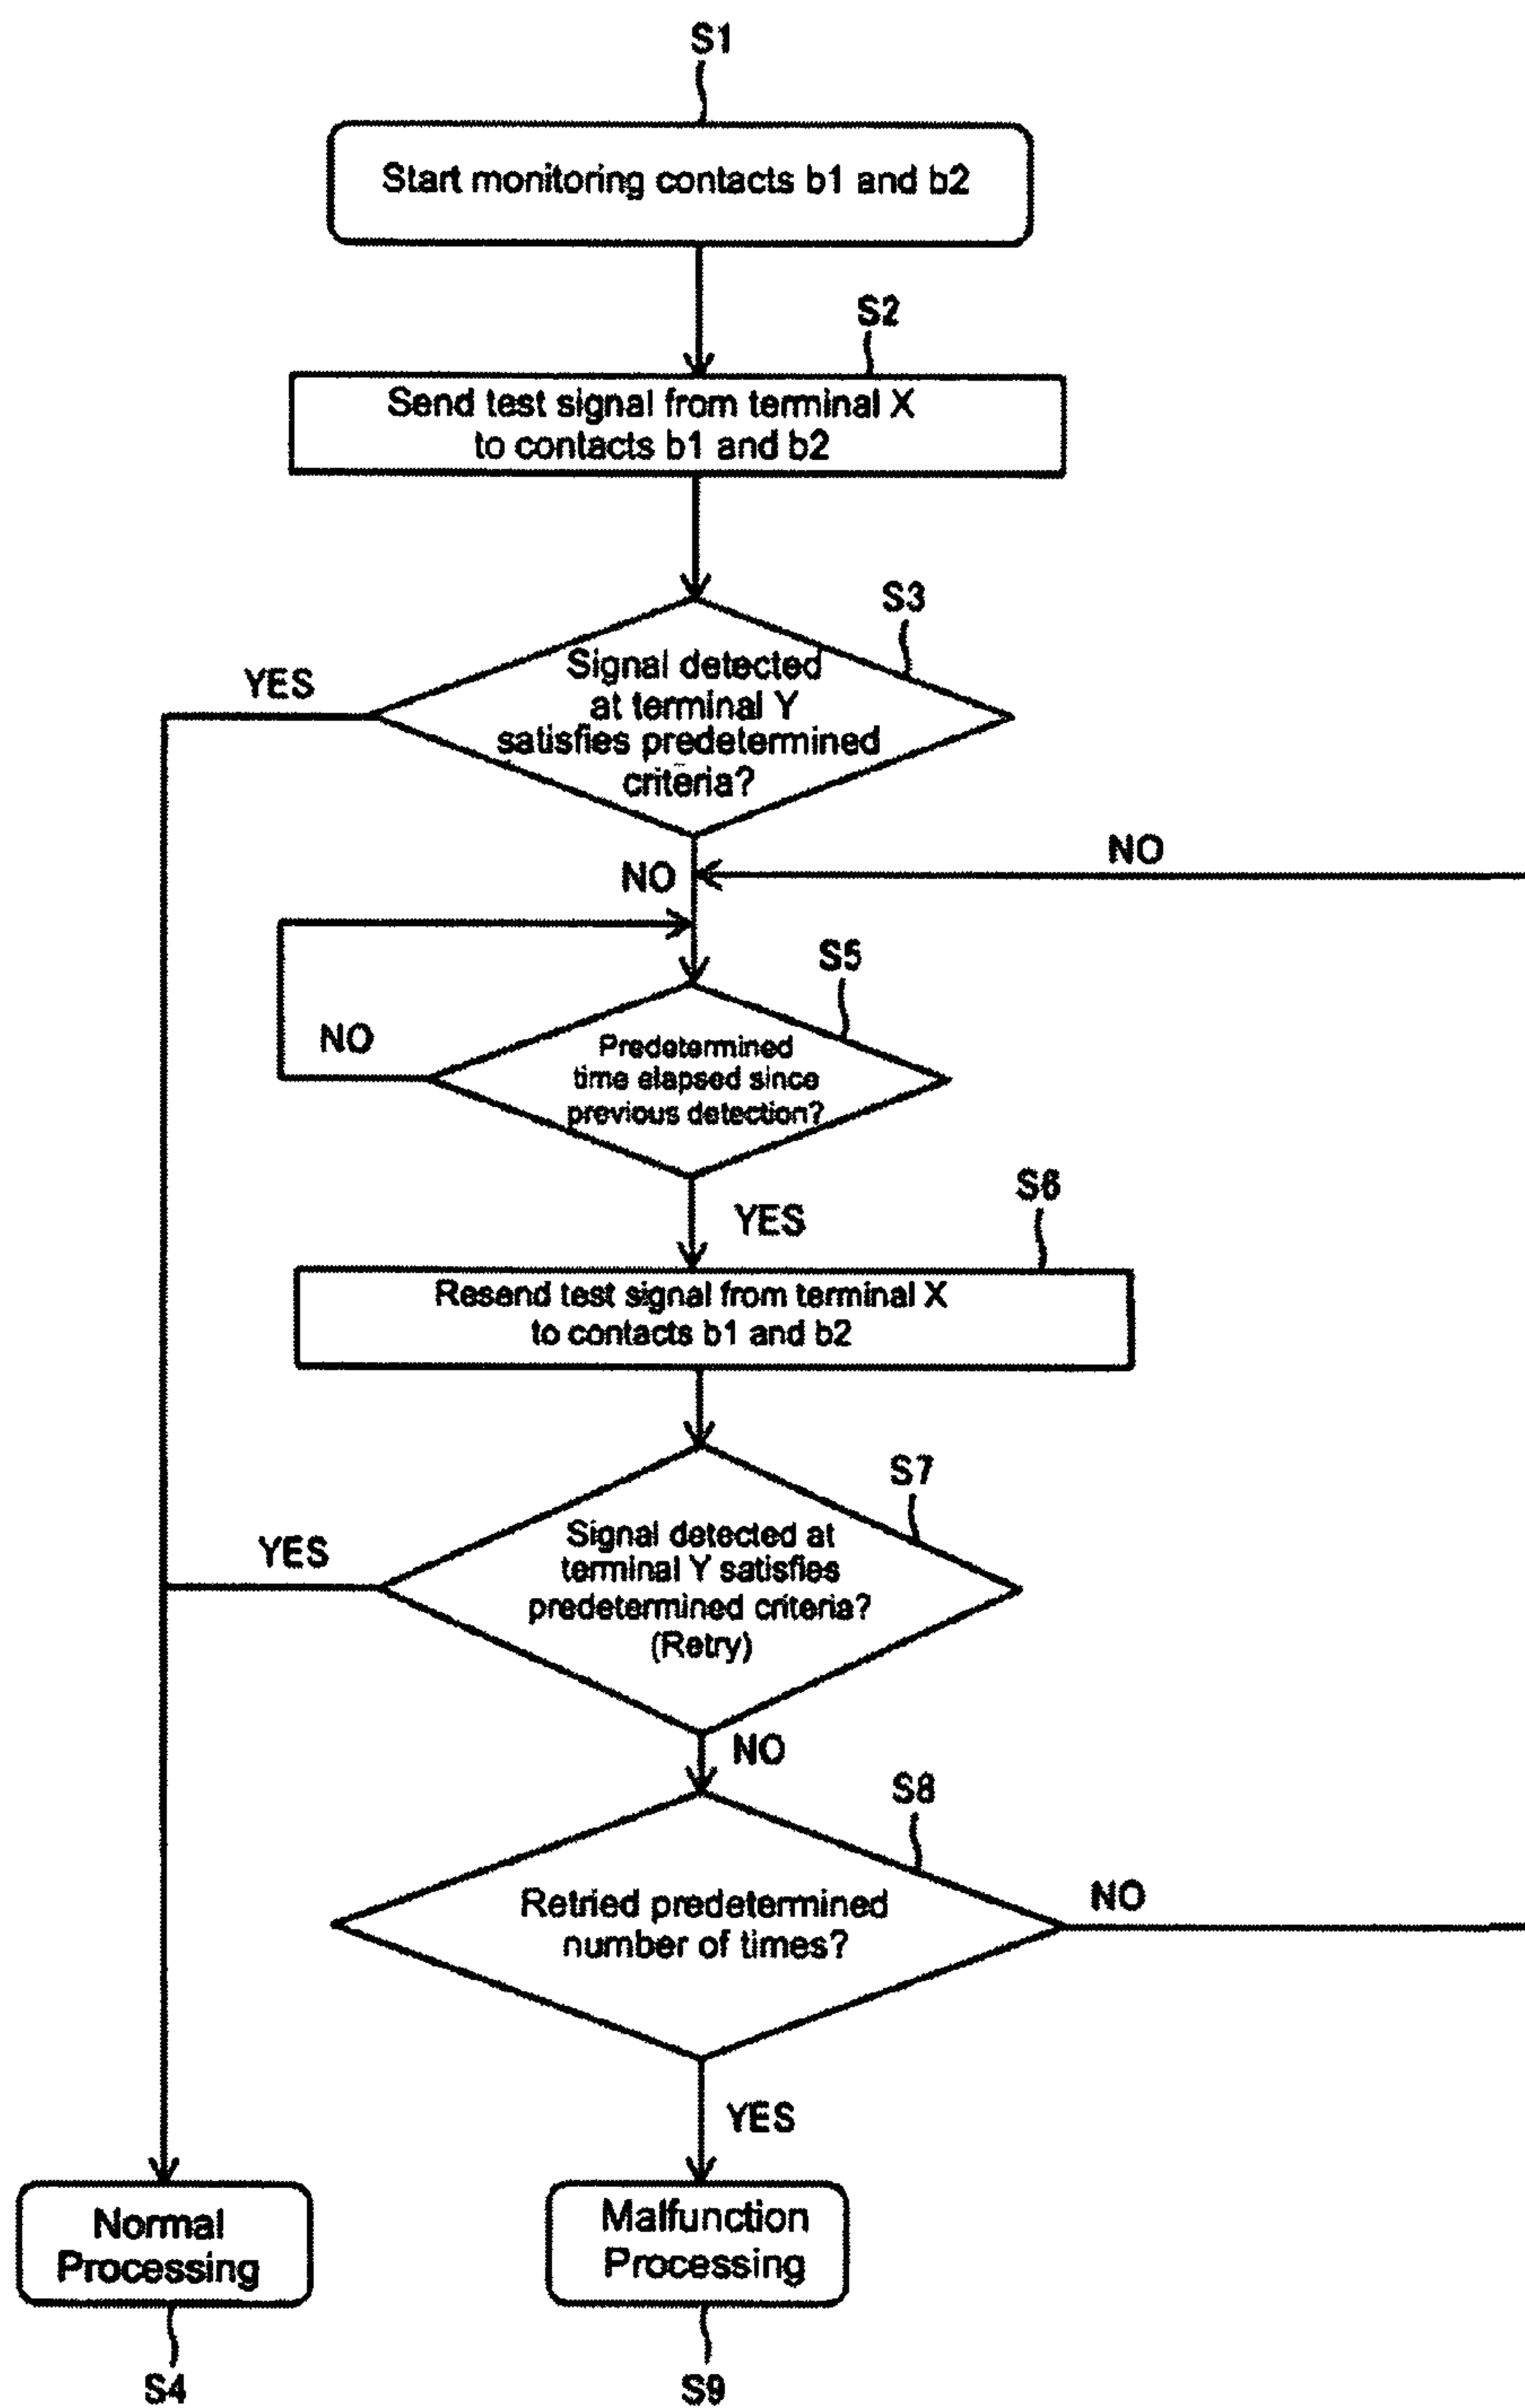 S1
Start monitoring contacts b1 and b2
S2
Send test signal from terminal X
to contacts b1 and b2
S3
YES
Signal detected
at terminal Y
satisfies predetermined
criteria?
NO
NO
S5
NO
Predetermined
time elapsed since
previous detection?
YES
S6
Resend test signal from terminal X
to contacts b1 and b2
S7
YES
Signal detected at
terminal Y satisfies
predetermined criteria?
(Retry)
NO
S8
Retried predetermined
number of times?
NO
YES
Normal
Processing
Malfunction
Processing
S4
S9